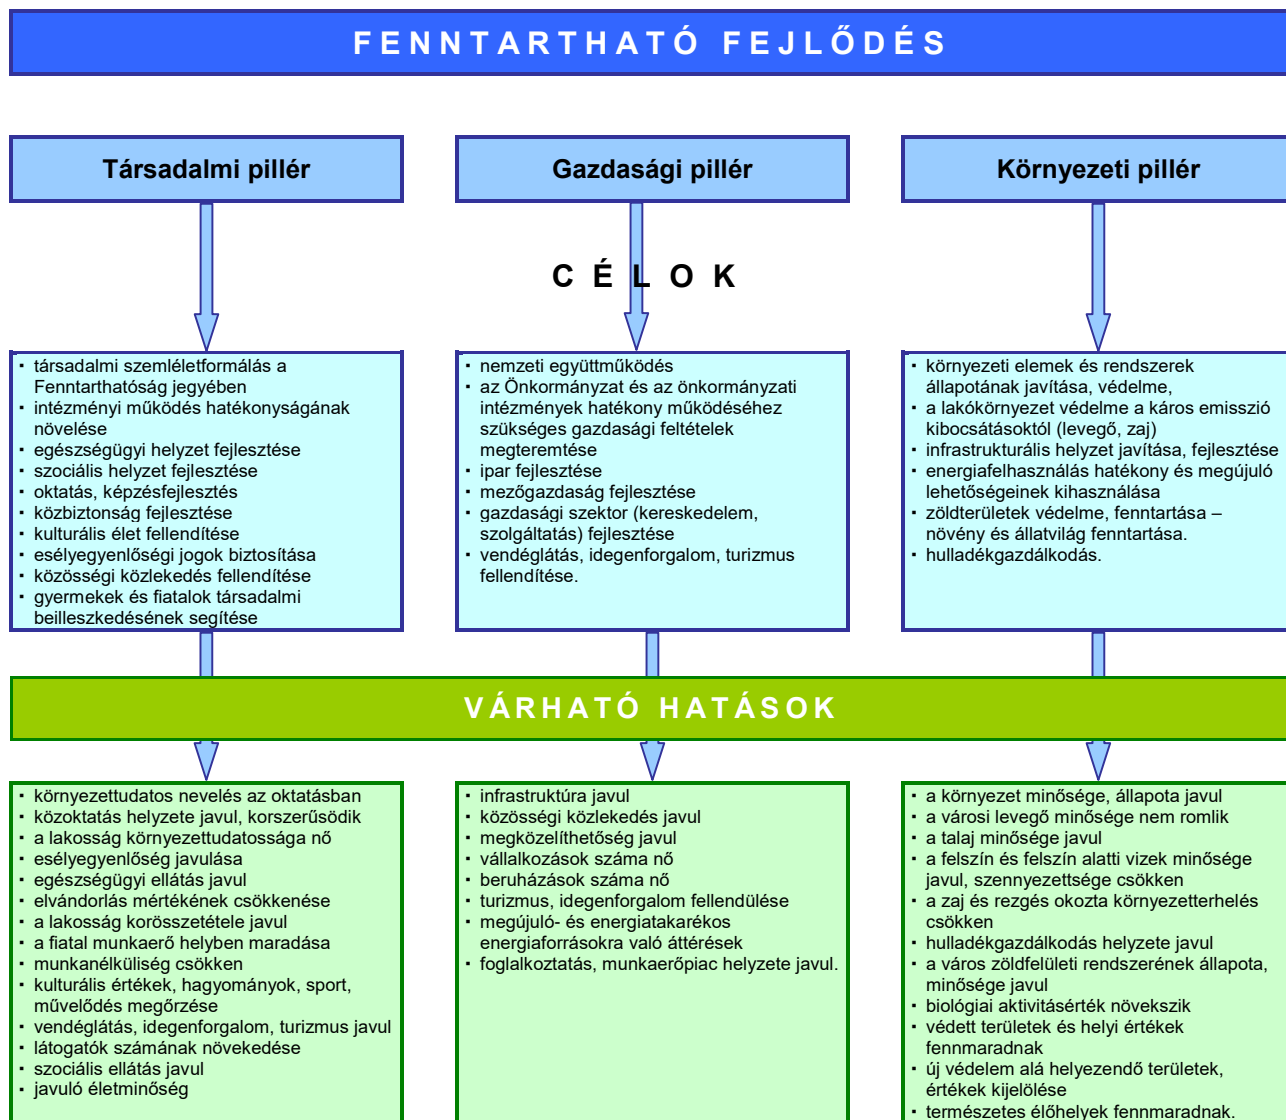 FENNTARTHATÓ FEJLŐDÉS
Társadalmi pillér
Gazdasági pillér
Környezeti pillér
CÉLOK
▪ társadalmi szemléletformálás a
Fenntarthatóság jegyében
▪ intézményi működés hatékonyságának
növelése
▪ egészségügyi helyzet fejlesztése
▪ szociális helyzet fejlesztése
▪ oktatás, képzésfejlesztés
▪ közbiztonság fejlesztése
▪ kulturális élet fellendítése
▪ esélyegyenlőségi jogok biztosítása
▪ közösségi közlekedés fellendítése
▪ gyermekek és fiatalok társadalmi
beilleszkedésének segítése
▪ nemzeti együttműködés
▪ az Önkormányzat és az önkormányzati
intézmények hatékony működéséhez
szükséges gazdasági feltételek
megteremtése
▪ ipar fejlesztése
▪ mezőgazdaság fejlesztése
▪ gazdasági szektor (kereskedelem,
szolgáltatás) fejlesztése
▪ vendéglátás, idegenforgalom, turizmus
fellendítése.
▪ környezeti elemek és rendszerek
állapotának javítása, védelme,
▪ a lakókörnyezet védelme a káros emisszió
kibocsátásoktól (levegő, zaj)
▪ infrastrukturális helyzet javítása, fejlesztése
▪ energiafelhasználás hatékony és megújuló
lehetőségeinek kihasználása
▪ zöldterületek védelme, fenntartása –
növény és állatvilág fenntartása.
▪ hulladékgazdálkodás.
VÁRHATÓ HATÁSOK
▪ környezettudatos nevelés az oktatásban
▪ közoktatás helyzete javul, korszerűsödik
▪ a lakosság környezettudatossága nő
▪ esélyegyenlőség javulása
▪ egészségügyi ellátás javul
▪ elvándorlás mértékének csökkenése
▪ a lakosság korösszetétele javul
▪ a fiatal munkaerő helyben maradása
▪ munkanélküliség csökken
▪ kulturális értékek, hagyományok, sport,
művelődés megőrzése
▪ vendéglátás, idegenforgalom, turizmus javul
▪ látogatók számának növekedése
▪ szociális ellátás javul
▪ javuló életminőség
▪ infrastruktúra javul
▪ közösségi közlekedés javul
▪ megközelíthetőség javul
▪ vállalkozások száma nő
▪ beruházások száma nő
▪ turizmus, idegenforgalom fellendülése
▪ megújuló- és energiatakarékos
energiaforrásokra való áttérések
▪ foglalkoztatás, munkaerőpiac helyzete javul.
▪ a környezet minősége, állapota javul
▪ a városi levegő minősége nem romlik
▪ a talaj minősége javul
▪ a felszín és felszín alatti vizek minősége
javul, szennyezettsége csökken
▪ a zaj és rezgés okozta környezetterhelés
csökken
▪ hulladékgazdálkodás helyzete javul
▪ a város zöldfelületi rendszerének állapota,
minősége javul
▪ biológiai aktivitásérték növekszik
▪ védett területek és helyi értékek
fennmaradnak
▪ új védelem alá helyezendő területek,
értékek kijelölése
▪ természetes élőhelyek fennmaradnak.